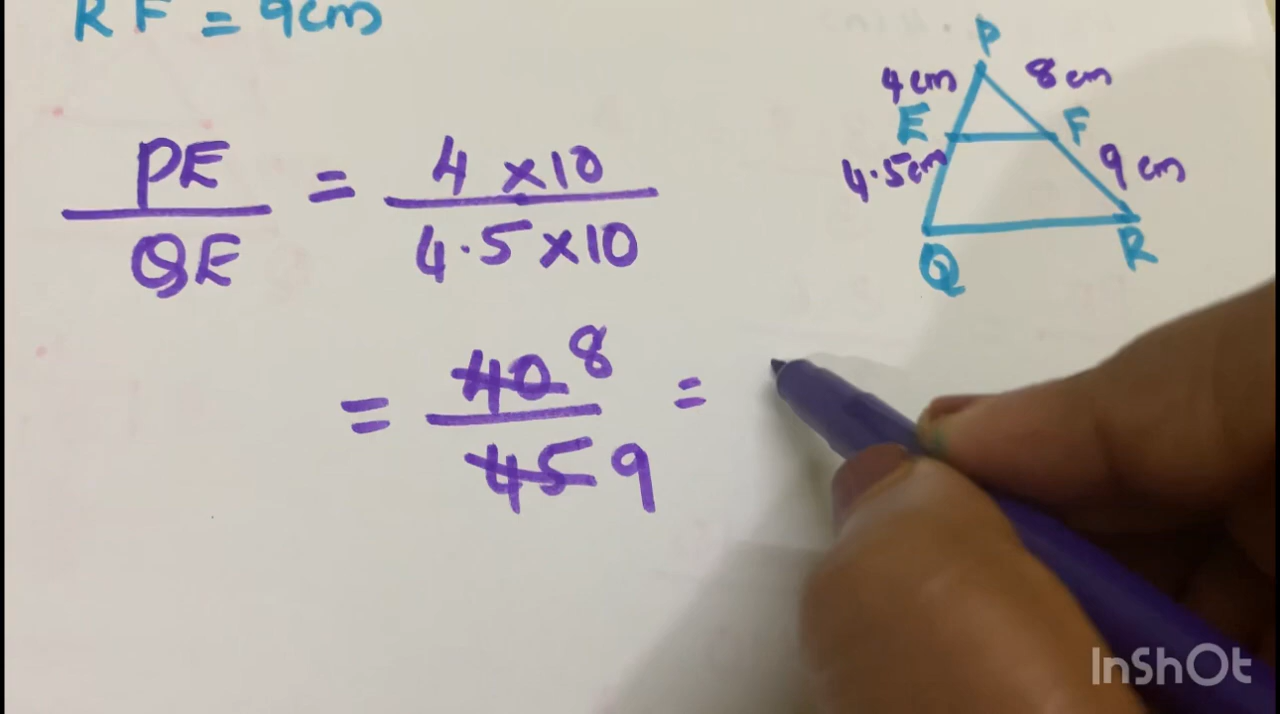 RF = 9cm
P
4cm 8cm
E F
4.5cm 9cm
Q R
PE/QE = 4 ×10/4.5×10
= 40 8/45 9 =
InShOt